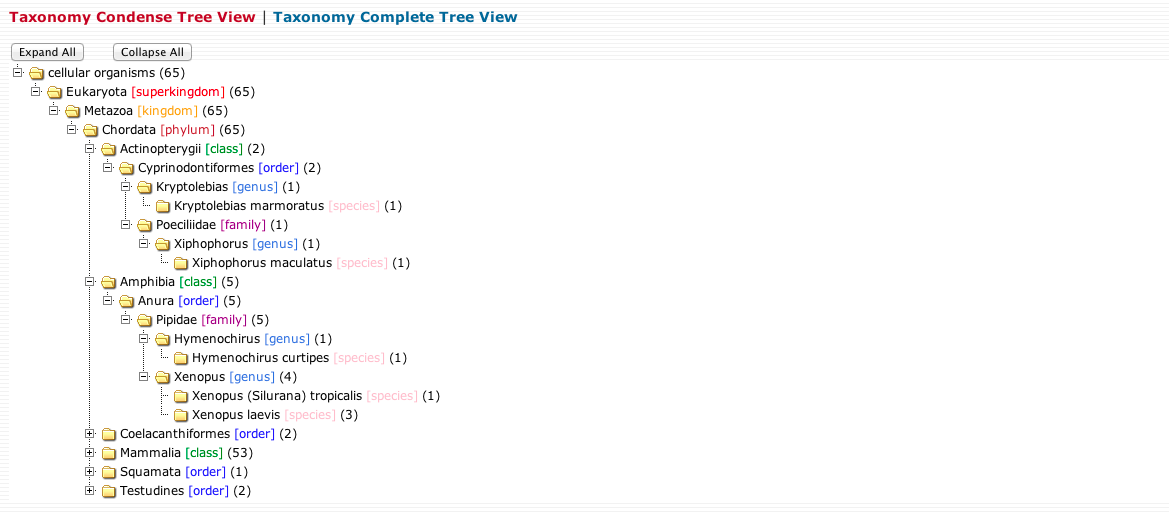 Taxonomy Condense Tree View | Taxonomy Complete Tree View
Expand All Collapse All
cellular organisms (65)
Eukaryota [superkingdom] (65)
Metazoa [kingdom] (65)
Chordata [phylum] (65)
Actinopterygii [class] (2)
Cyprinodontiformes [order] (2)
Kryptolebias [genus] (1)
Kryptolebias marmoratus [species] (1)
Poeciliidae [family] (1)
Xiphophorus [genus] (1)
Xiphophorus maculatus [species] (1)
Amphibia [class] (5)
Anura [order] (5)
Pipidae [family] (5)
Hymenochirus [genus] (1)
Hymenochirus curtipes [species] (1)
Xenopus [genus] (4)
Xenopus (Silurana) tropicalis [species] (1)
Xenopus laevis [species] (3)
Coelacanthiformes [order] (2)
Mammalia [class] (53)
Squamata [order] (1)
Testudines [order] (2)